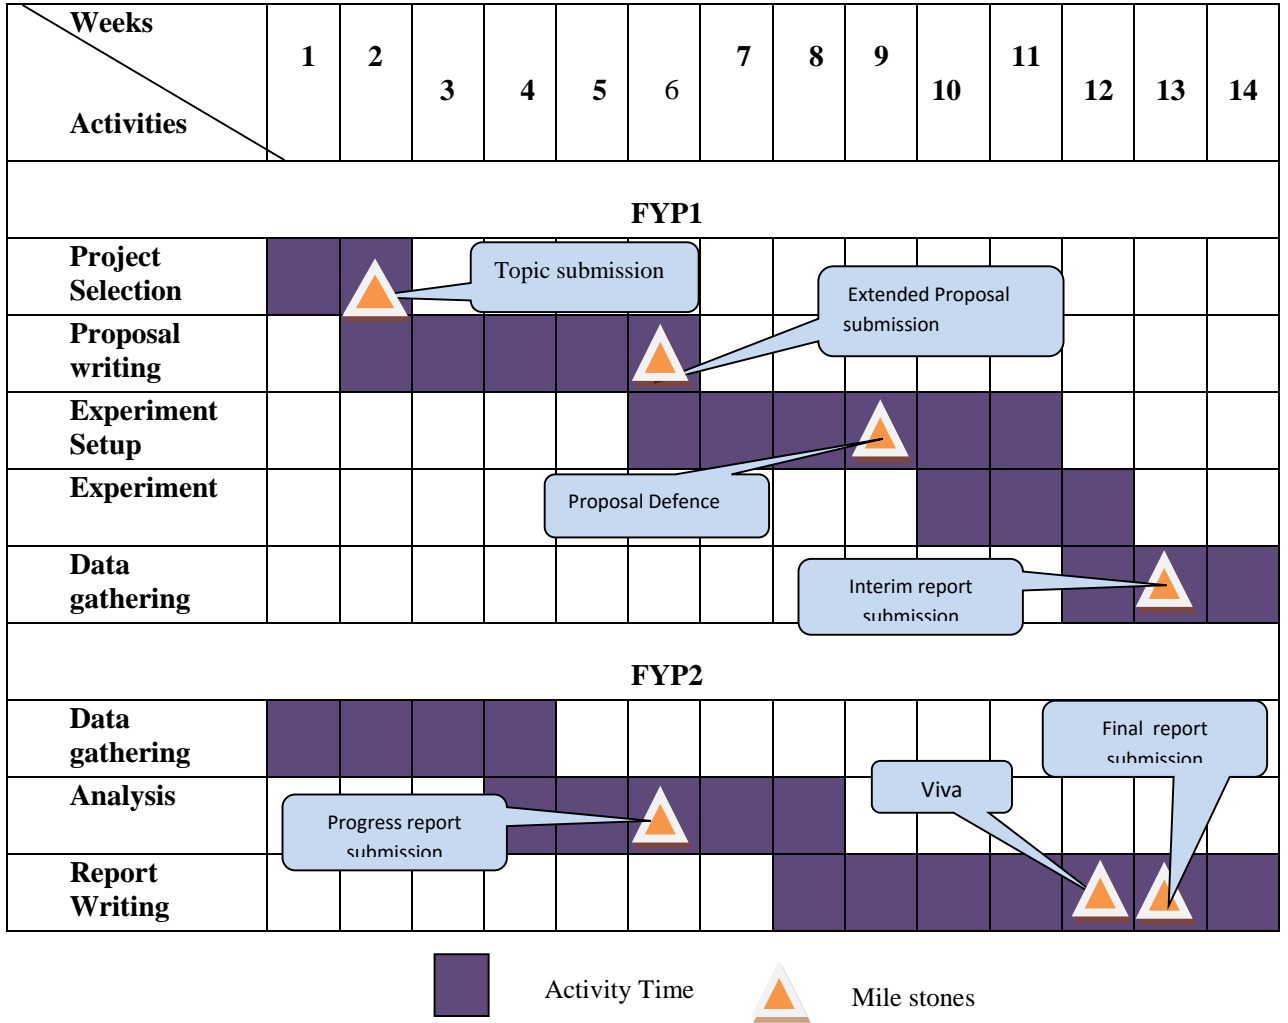 Weeks
Activities
1 2 3 4 5 6 7 8 9 10 11 12 13 14
FYP1
Project
Selection
Topic submission
Extended Proposal
submission
Proposal
writing
Experiment
Setup
Experiment
Proposal Defence
Data
gathering
Interim report
submission
FYP2
Data
gathering
Final report
submission
Analysis
Viva
Progress report
submission
Report
Writing
Activity Time
Mile stones